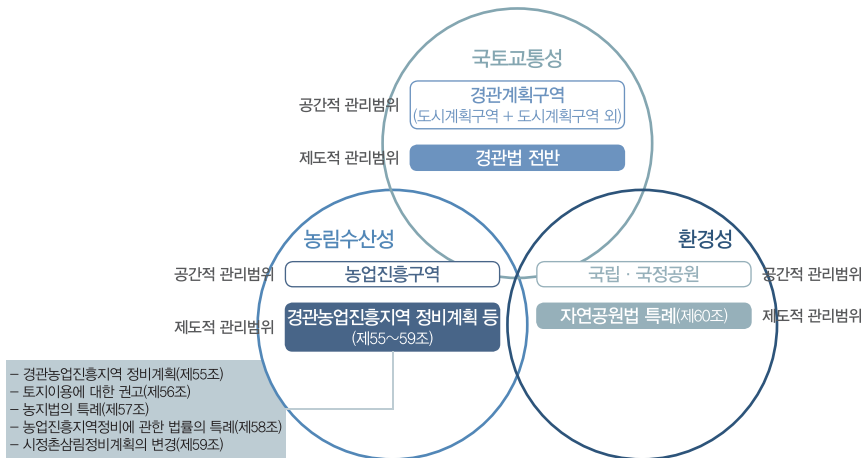 국토교통성
공간적 관리범위
경관계획구역
(도시계획구역 + 도시계획구역 외)
제도적 관리범위
경관법 전반
농림수산성
공간적 관리범위
농업진흥구역
제도적 관리범위
경관농업진흥지역 정비계획 등
(제55~59조)
– 경관농업진흥지역 정비계획(제55조)
– 토지이용에 대한 권고(제56조)
– 농지법의 특례(제57조)
– 농업진흥지역정비에 관한 법률의 특례(제58조)
– 시정촌삼림정비계획의 변경(제59조)
환경성
국립 · 국정공원
공간적 관리범위
자연공원법 특례(제60조)
제도적 관리범위